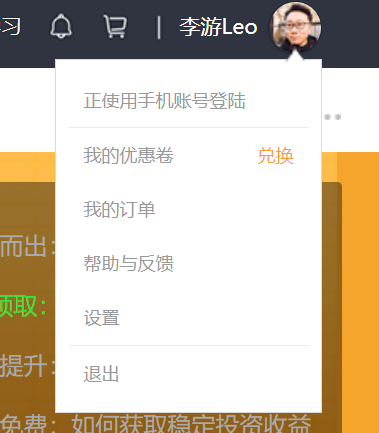 习
李游Leo
正使用手机账号登陆
我的优惠卷 兑换
我的订单
而出：
帮助与反馈
领取：
设置
提升：
退出
免费：如何获取稳定投资收益